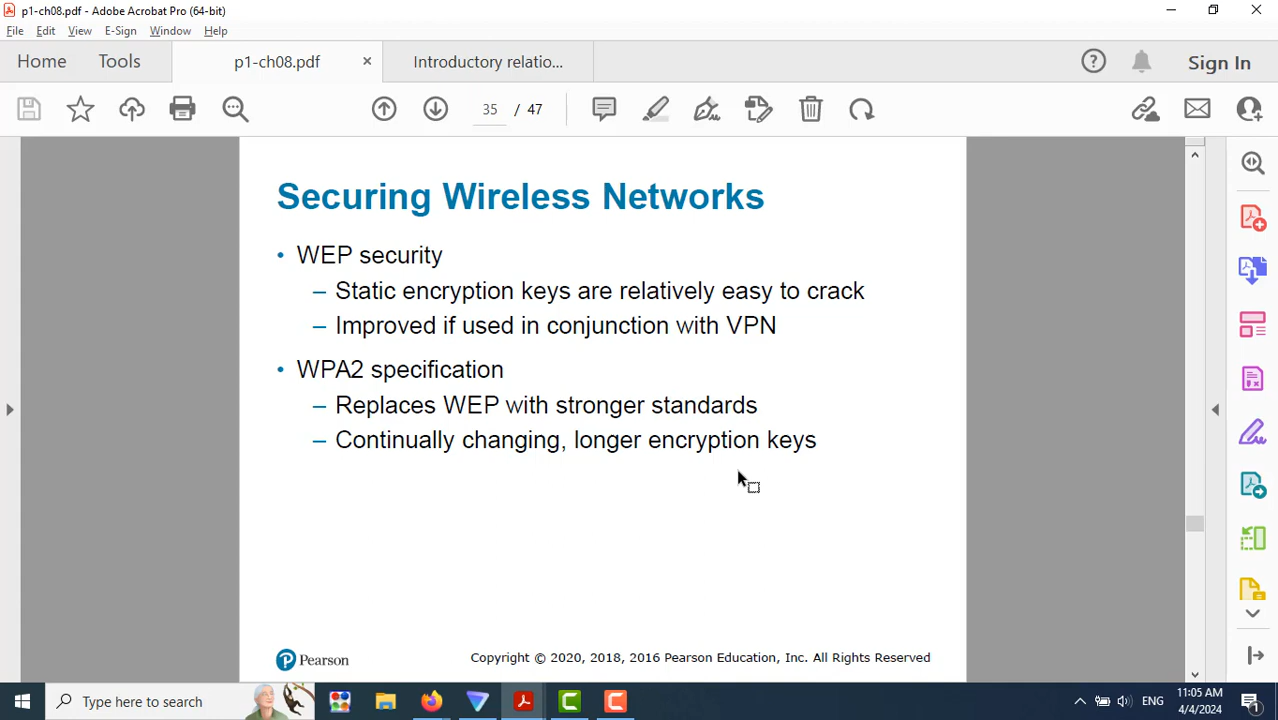 p1-ch08.pdf - Adobe Acrobat Pro (64-bit)
File Edit View E-Sign Window Help
Home Tools p1-ch08.pdf × Introductory relatio... Sign In
35 / 47
Securing Wireless Networks
• WEP security
– Static encryption keys are relatively easy to crack
– Improved if used in conjunction with VPN
• WPA2 specification
– Replaces WEP with stronger standards
– Continually changing, longer encryption keys
Pearson
Copyright © 2020, 2018, 2016 Pearson Education, Inc. All Rights Reserved
Type here to search
ENG
11:05 AM
4/4/2024
1